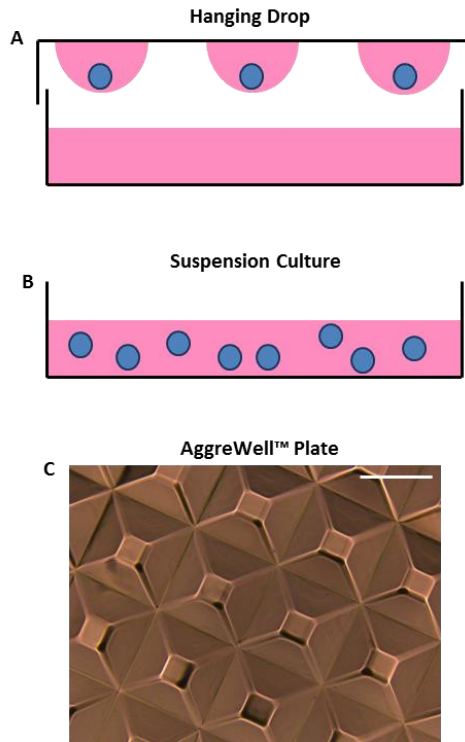 Hanging Drop
A
Suspension Culture
B
AggreWell™ Plate
C